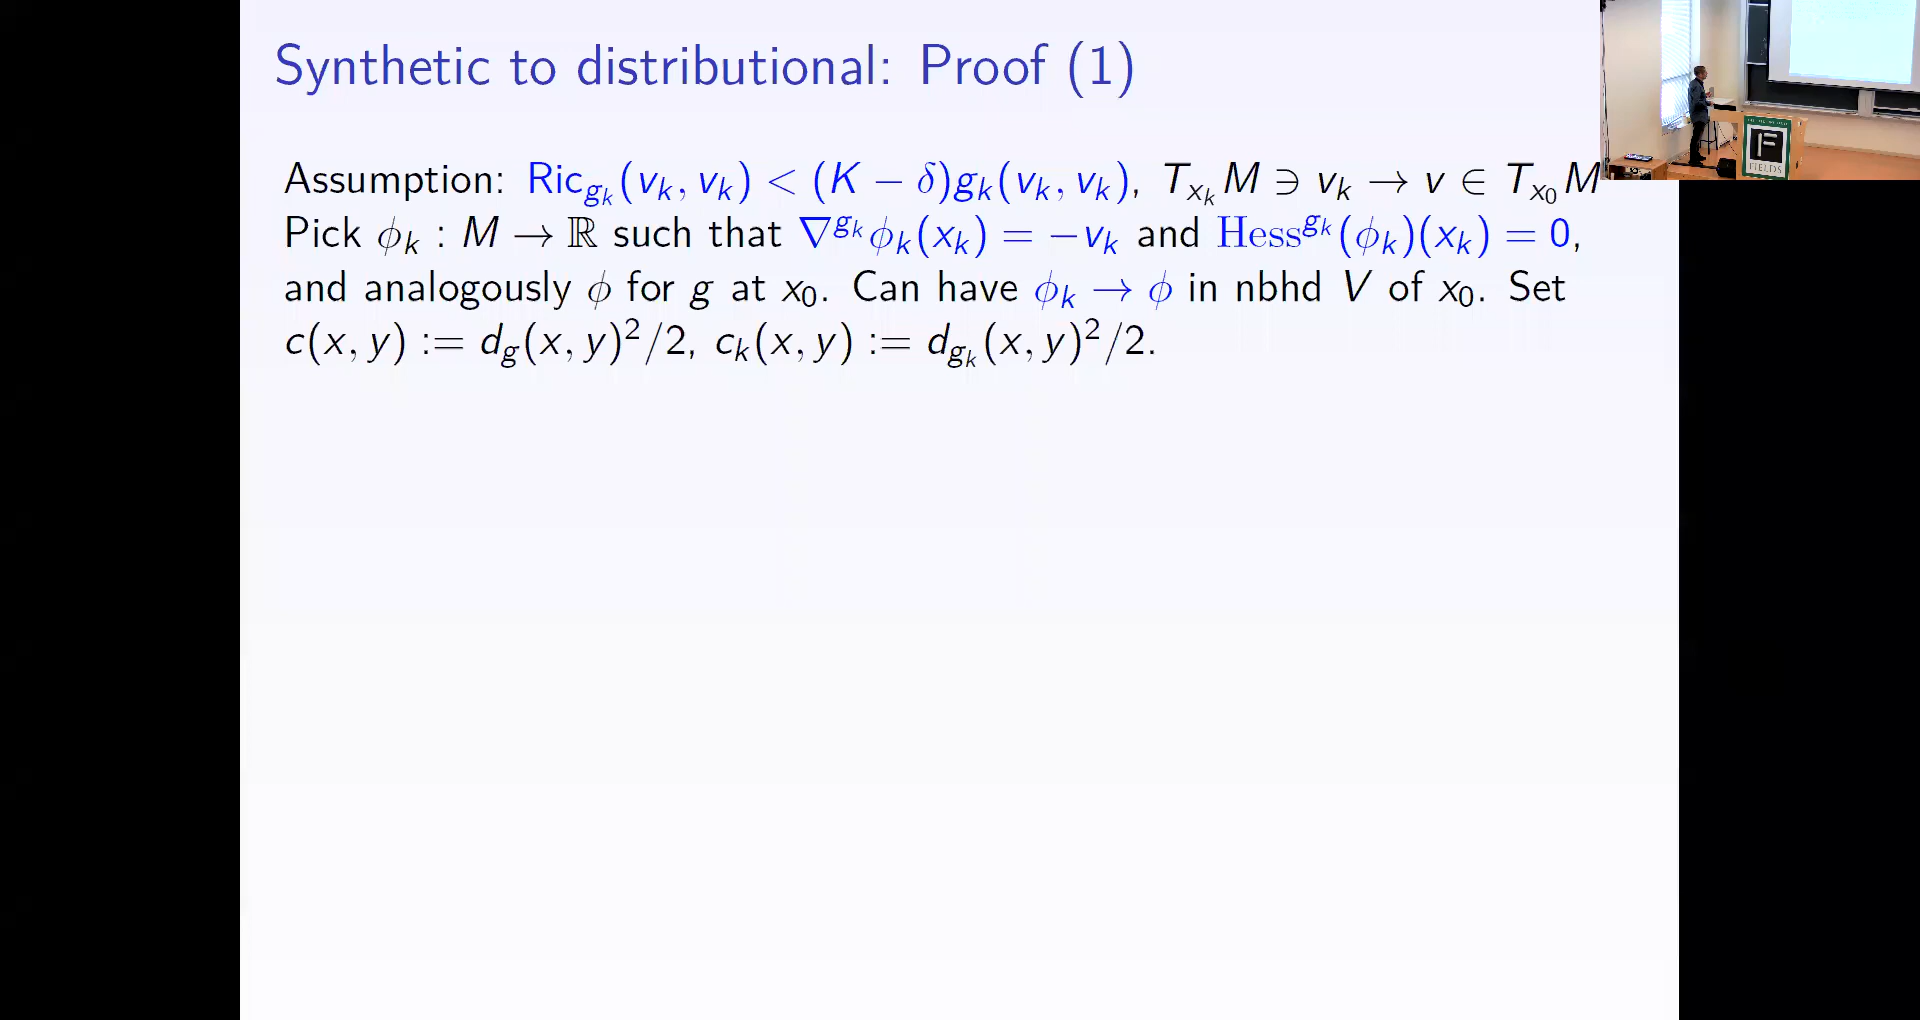 Synthetic to distributional: Proof (1)
Assumption: Ric_{g_k}(v_k, v_k) < (K − δ)g_k(v_k, v_k), T_{x_k}M ∋ v_k → v ∈ T_{x_0}M
Pick ϕ_k : M → ℝ such that ∇^{g_k}ϕ_k(x_k) = −v_k and Hess^{g_k}(ϕ_k)(x_k) = 0,
and analogously ϕ for g at x_0. Can have ϕ_k → ϕ in nbhd V of x_0. Set
c(x, y) := d_g(x, y)²/2, c_k(x, y) := d_{g_k}(x, y)²/2.
FIELDS